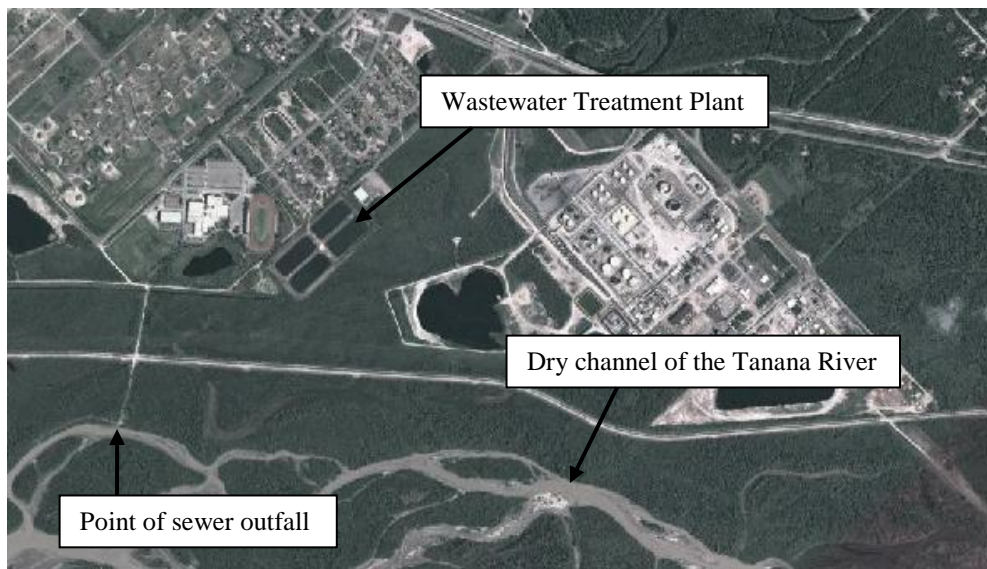 Wastewater Treatment Plant
Dry channel of the Tanana River
Point of sewer outfall